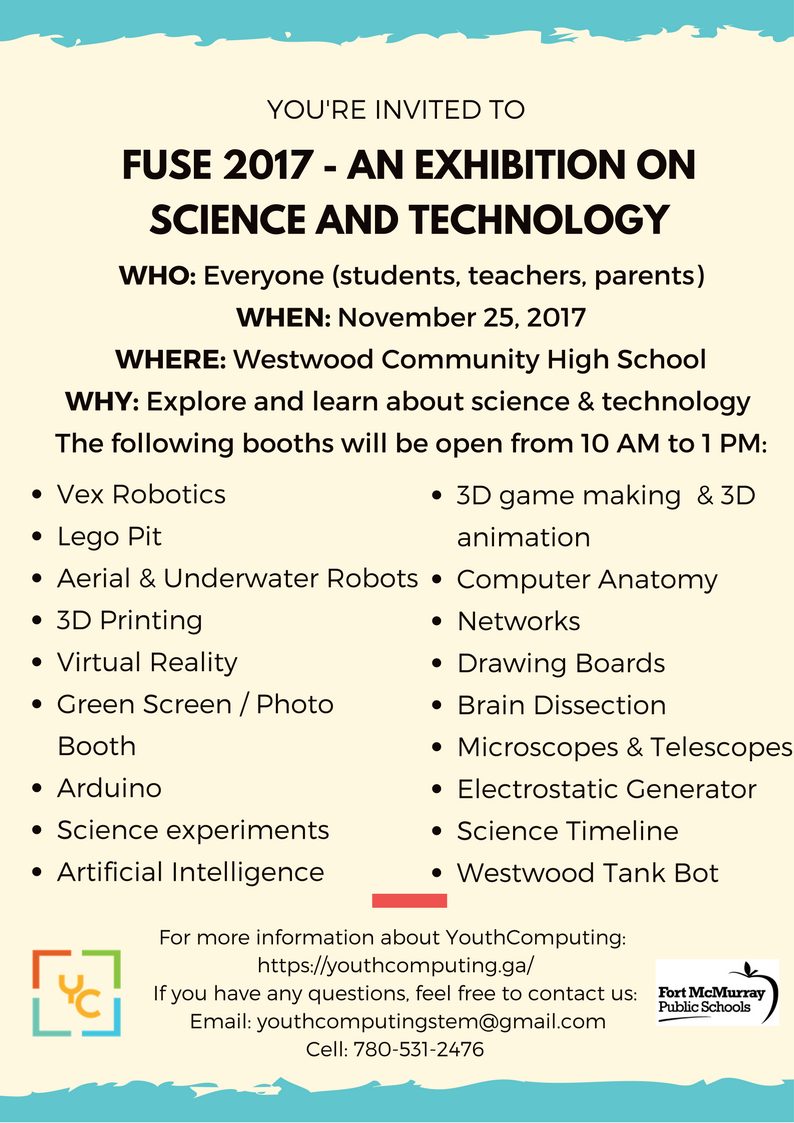 YOU'RE INVITED TO
FUSE 2017 - AN EXHIBITION ON
SCIENCE AND TECHNOLOGY
WHO: Everyone (students, teachers, parents)
WHEN: November 25, 2017
WHERE: Westwood Community High School
WHY: Explore and learn about science & technology
The following booths will be open from 10 AM to 1 PM:
• Vex Robotics
• Lego Pit
• Aerial & Underwater Robots
• 3D Printing
• Virtual Reality
• Green Screen / Photo
Booth
• Arduino
• Science experiments
• Artificial Intelligence
• 3D game making & 3D
animation
• Computer Anatomy
• Networks
• Drawing Boards
• Brain Dissection
• Microscopes & Telescopes
• Electrostatic Generator
• Science Timeline
• Westwood Tank Bot
For more information about YouthComputing:
https://youthcomputing.ga/
If you have any questions, feel free to contact us:
Email: youthcomputingstem@gmail.com
Cell: 780-531-2476
YC
Fort McMurray
Public Schools